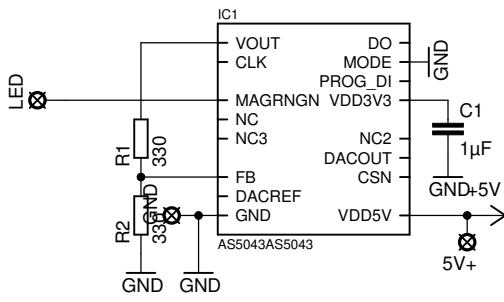 IC1
VOUT
DO
CLK
MODE
GND
PROG_DI
LED
MAGRNGN
VDD3V3
C1
NC
NC3
NC2
1µF
R1
330
DACOUT
FB
CSN
GND
+5V
DACREF
GND
R2
330
GND
VDD5V
AS5043AS5043
5V+
GND
GND